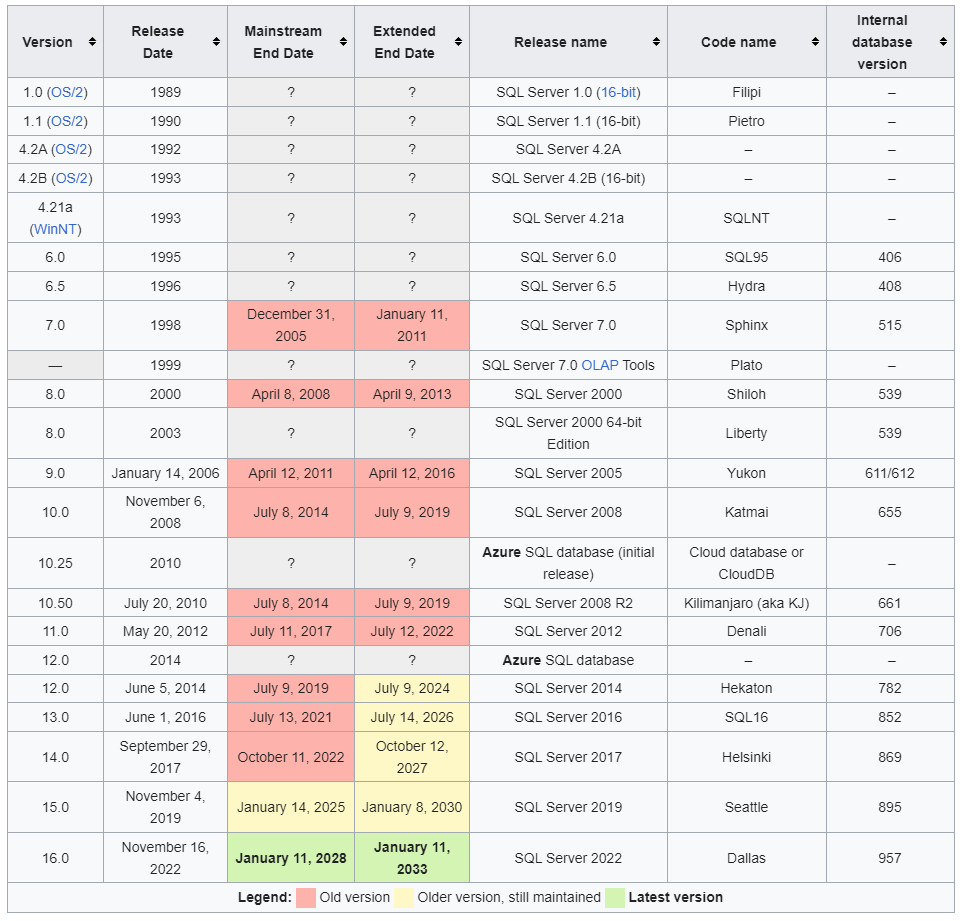 Version Release Date Mainstream End Date Extended End Date Release name Code name Internal database version
1.0 (OS/2) 1989 ? ? SQL Server 1.0 (16-bit) Filipi –
1.1 (OS/2) 1990 ? ? SQL Server 1.1 (16-bit) Pietro –
4.2A (OS/2) 1992 ? ? SQL Server 4.2A – –
4.2B (OS/2) 1993 ? ? SQL Server 4.2B (16-bit) – –
4.21a (WinNT) 1993 ? ? SQL Server 4.21a SQLNT –
6.0 1995 ? ? SQL Server 6.0 SQL95 406
6.5 1996 ? ? SQL Server 6.5 Hydra 408
7.0 1998 December 31, 2005 January 11, 2011 SQL Server 7.0 Sphinx 515
— 1999 ? ? SQL Server 7.0 OLAP Tools Plato –
8.0 2000 April 8, 2008 April 9, 2013 SQL Server 2000 Shiloh 539
8.0 2003 ? ? SQL Server 2000 64-bit Edition Liberty 539
9.0 January 14, 2006 April 12, 2011 April 12, 2016 SQL Server 2005 Yukon 611/612
10.0 November 6, 2008 July 8, 2014 July 9, 2019 SQL Server 2008 Katmai 655
10.25 2010 ? ? Azure SQL database (initial release) Cloud database or CloudDB –
10.50 July 20, 2010 July 8, 2014 July 9, 2019 SQL Server 2008 R2 Kilimanjaro (aka KJ) 661
11.0 May 20, 2012 July 11, 2017 July 12, 2022 SQL Server 2012 Denali 706
12.0 2014 ? ? Azure SQL database – –
12.0 June 5, 2014 July 9, 2019 July 9, 2024 SQL Server 2014 Hekaton 782
13.0 June 1, 2016 July 13, 2021 July 14, 2026 SQL Server 2016 SQL16 852
14.0 September 29, 2017 October 11, 2022 October 12, 2027 SQL Server 2017 Helsinki 869
15.0 November 4, 2019 January 14, 2025 January 8, 2030 SQL Server 2019 Seattle 895
16.0 November 16, 2022 January 11, 2028 January 11, 2033 SQL Server 2022 Dallas 957
Legend: Old version Older version, still maintained Latest version